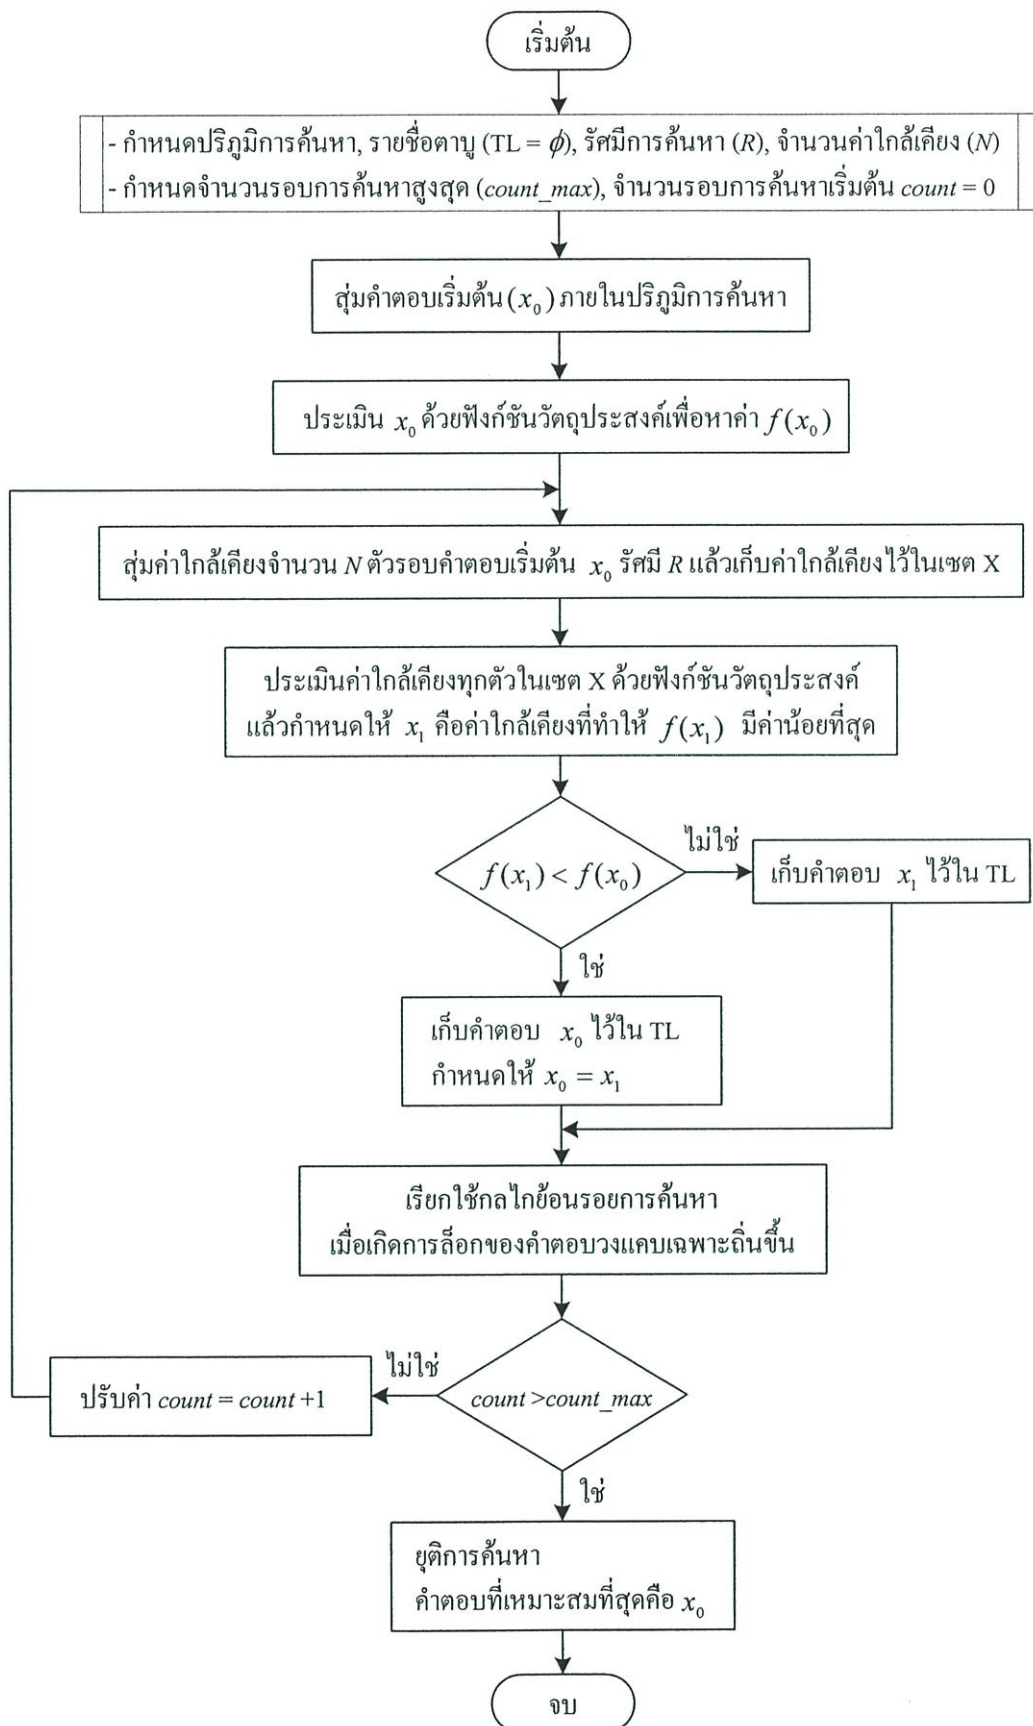 เริ่มต้น
- กำหนดปริภูมิการค้นหา, รายชื่อตาบู (TL = ϕ), รัศมีการค้นหา (R), จำนวนค่าใกล้เคียง (N)
- กำหนดจำนวนรอบการค้นหาสูงสุด (count_max), จำนวนรอบการค้นหาเริ่มต้น count = 0
สุ่มคำตอบเริ่มต้น (x₀) ภายในปริภูมิการค้นหา
ประเมิน x₀ ด้วยฟังก์ชันวัตถุประสงค์เพื่อหาค่า f(x₀)
สุ่มค่าใกล้เคียงจำนวน N ตัวรอบคำตอบเริ่มต้น x₀ รัศมี R แล้วเก็บค่าใกล้เคียงไว้ในเซต X
ประเมินค่าใกล้เคียงทุกตัวในเซต X ด้วยฟังก์ชันวัตถุประสงค์
แล้วกำหนดให้ x₁ คือค่าใกล้เคียงที่ทำให้ f(x₁) มีค่าน้อยที่สุด
f(x₁) < f(x₀)
ไม่ใช่
เก็บคำตอบ x₁ ไว้ใน TL
ใช่
เก็บคำตอบ x₀ ไว้ใน TL
กำหนดให้ x₀ = x₁
เรียกใช้กลไกย้อนรอยการค้นหา
เมื่อเกิดการล็อกของคำตอบวงแคบเฉพาะถิ่นขึ้น
count >count_max
ไม่ใช่
ปรับค่า count = count +1
ใช่
ยุติการค้นหา
คำตอบที่เหมาะสมที่สุดคือ x₀
จบ